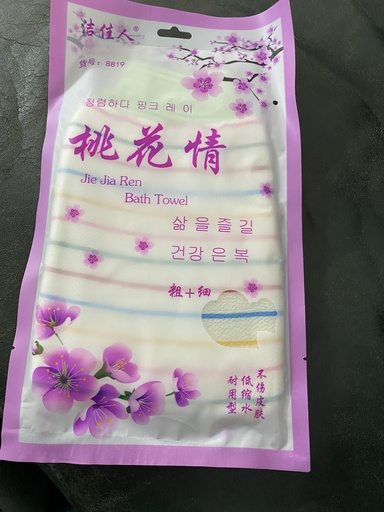 洁佳人
货号：8819
청렴하다 핑크 레 이
桃花情
Jie Jia Ren
Bath Towel
삶 을 즐 길
건강 은 복
粗+细
不伤皮肤
低缩水
耐用型